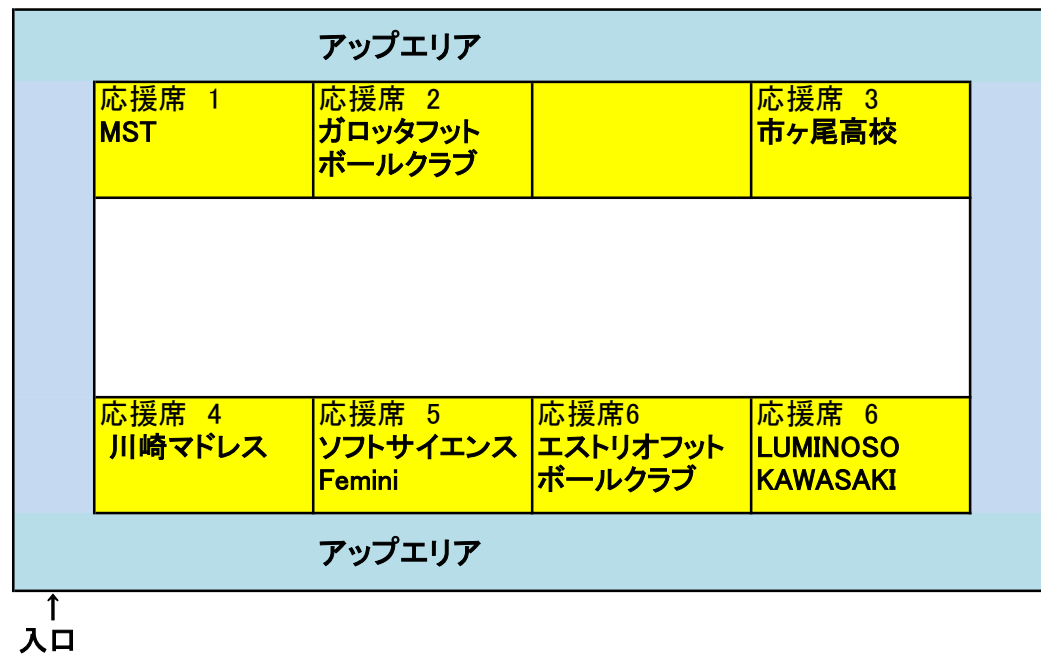 アップエリア
応援席 1
MST
応援席 2
ガロッタフット
ボールクラブ
応援席 3
市ヶ尾高校
応援席 4
川崎マドレス
応援席 5
ソフトサイエンス
Femini
応援席6
エストリオフット
ボールクラブ
応援席 6
LUMINOSO
KAWASAKI
アップエリア
↑
入口